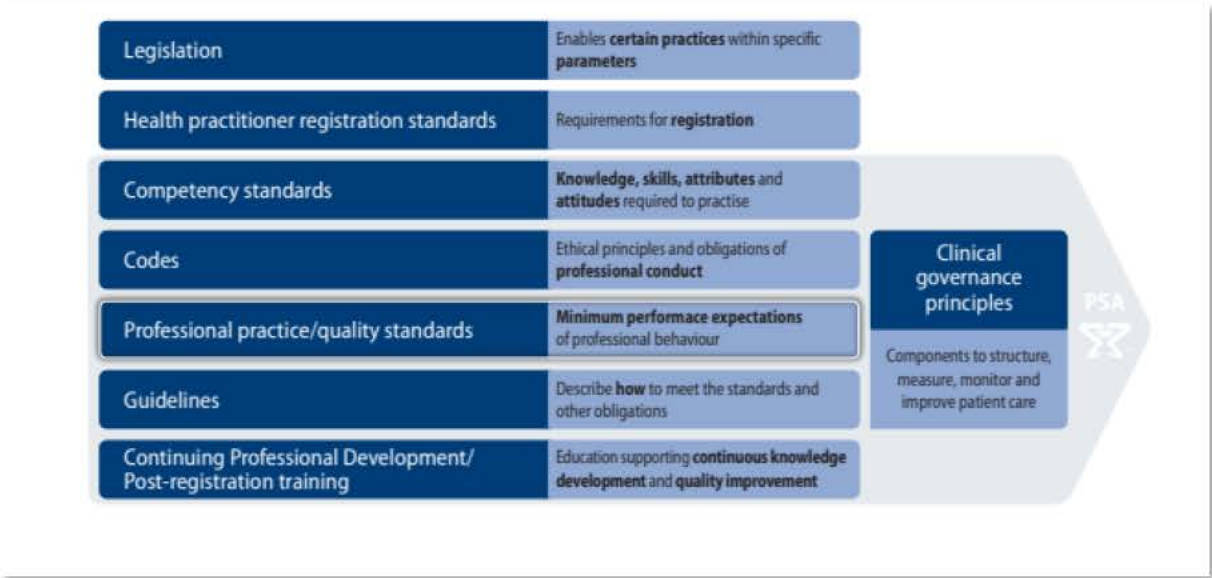 Legislation
Enables certain practices within specific
parameters
Health practitioner registration standards
Requirements for registration
Competency standards
Knowledge, skills, attributes and
attitudes required to practise
Codes
Ethical principles and obligations of
professional conduct
Professional practice/quality standards
Minimum performace expectations
of professional behaviour
Guidelines
Describe how to meet the standards and
other obligations
Continuing Professional Development/
Post-registration training
Education supporting continuous knowledge
development and quality improvement
Clinical
governance
principles
Components to structure,
measure, monitor and
improve patient care
PSA